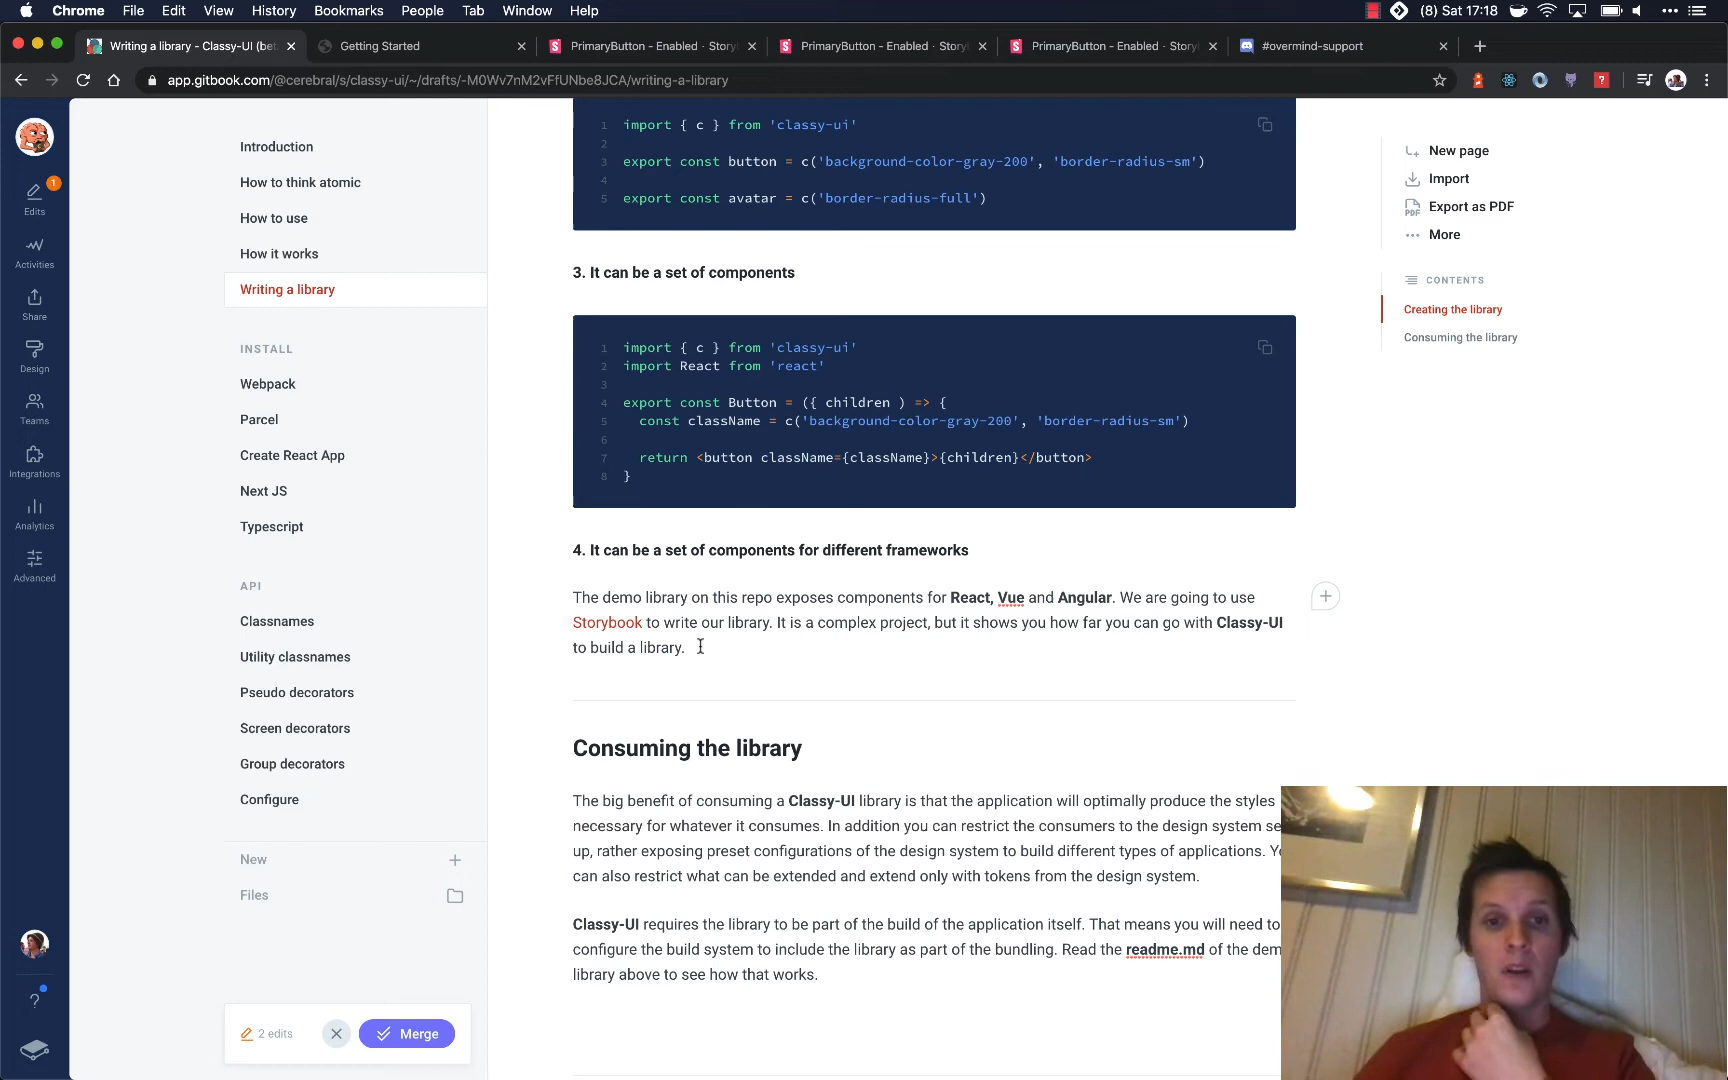 Chrome File Edit View History Bookmarks People Tab Window Help
(8) Sat 17:18
Writing a library - Classy-UI (be
Getting Started
PrimaryButton - Enabled · Story
PrimaryButton - Enabled · Story
PrimaryButton - Enabled · Story
#overmind-support
app.gitbook.com/@cerebral/s/classy-ui/~/drafts/-M0Wv7nM2vFfUNbe8JCA/writing-a-library
1
Edits
Activities
Share
Design
Teams
Integrations
Analytics
Advanced
?
Introduction
How to think atomic
How to use
How it works
Writing a library
INSTALL
Webpack
Parcel
Create React App
Next JS
Typescript
API
Classnames
Utility classnames
Pseudo decorators
Screen decorators
Group decorators
Configure
New
Files
2 edits
Merge
1 import { c } from 'classy-ui'
2
3 export const button = c('background-color-gray-200', 'border-radius-sm')
4
5 export const avatar = c('border-radius-full')
3. It can be a set of components
1 import { c } from 'classy-ui'
2 import React from 'react'
3
4 export const Button = ({ children ) => {
5 const className = c('background-color-gray-200', 'border-radius-sm')
6
7 return <button className={className}>{children}</button>
8 }
4. It can be a set of components for different frameworks
The demo library on this repo exposes components for React, Vue and Angular. We are going to use
Storybook to write our library. It is a complex project, but it shows you how far you can go with Classy-UI
to build a library.
Consuming the library
The big benefit of consuming a Classy-UI library is that the application will optimally produce the styles
necessary for whatever it consumes. In addition you can restrict the consumers to the design system se
up, rather exposing preset configurations of the design system to build different types of applications. Y
can also restrict what can be extended and extend only with tokens from the design system.
Classy-UI requires the library to be part of the build of the application itself. That means you will need to
configure the build system to include the library as part of the bundling. Read the readme.md of the dem
library above to see how that works.
New page
Import
PDF Export as PDF
More
CONTENTS
Creating the library
Consuming the library